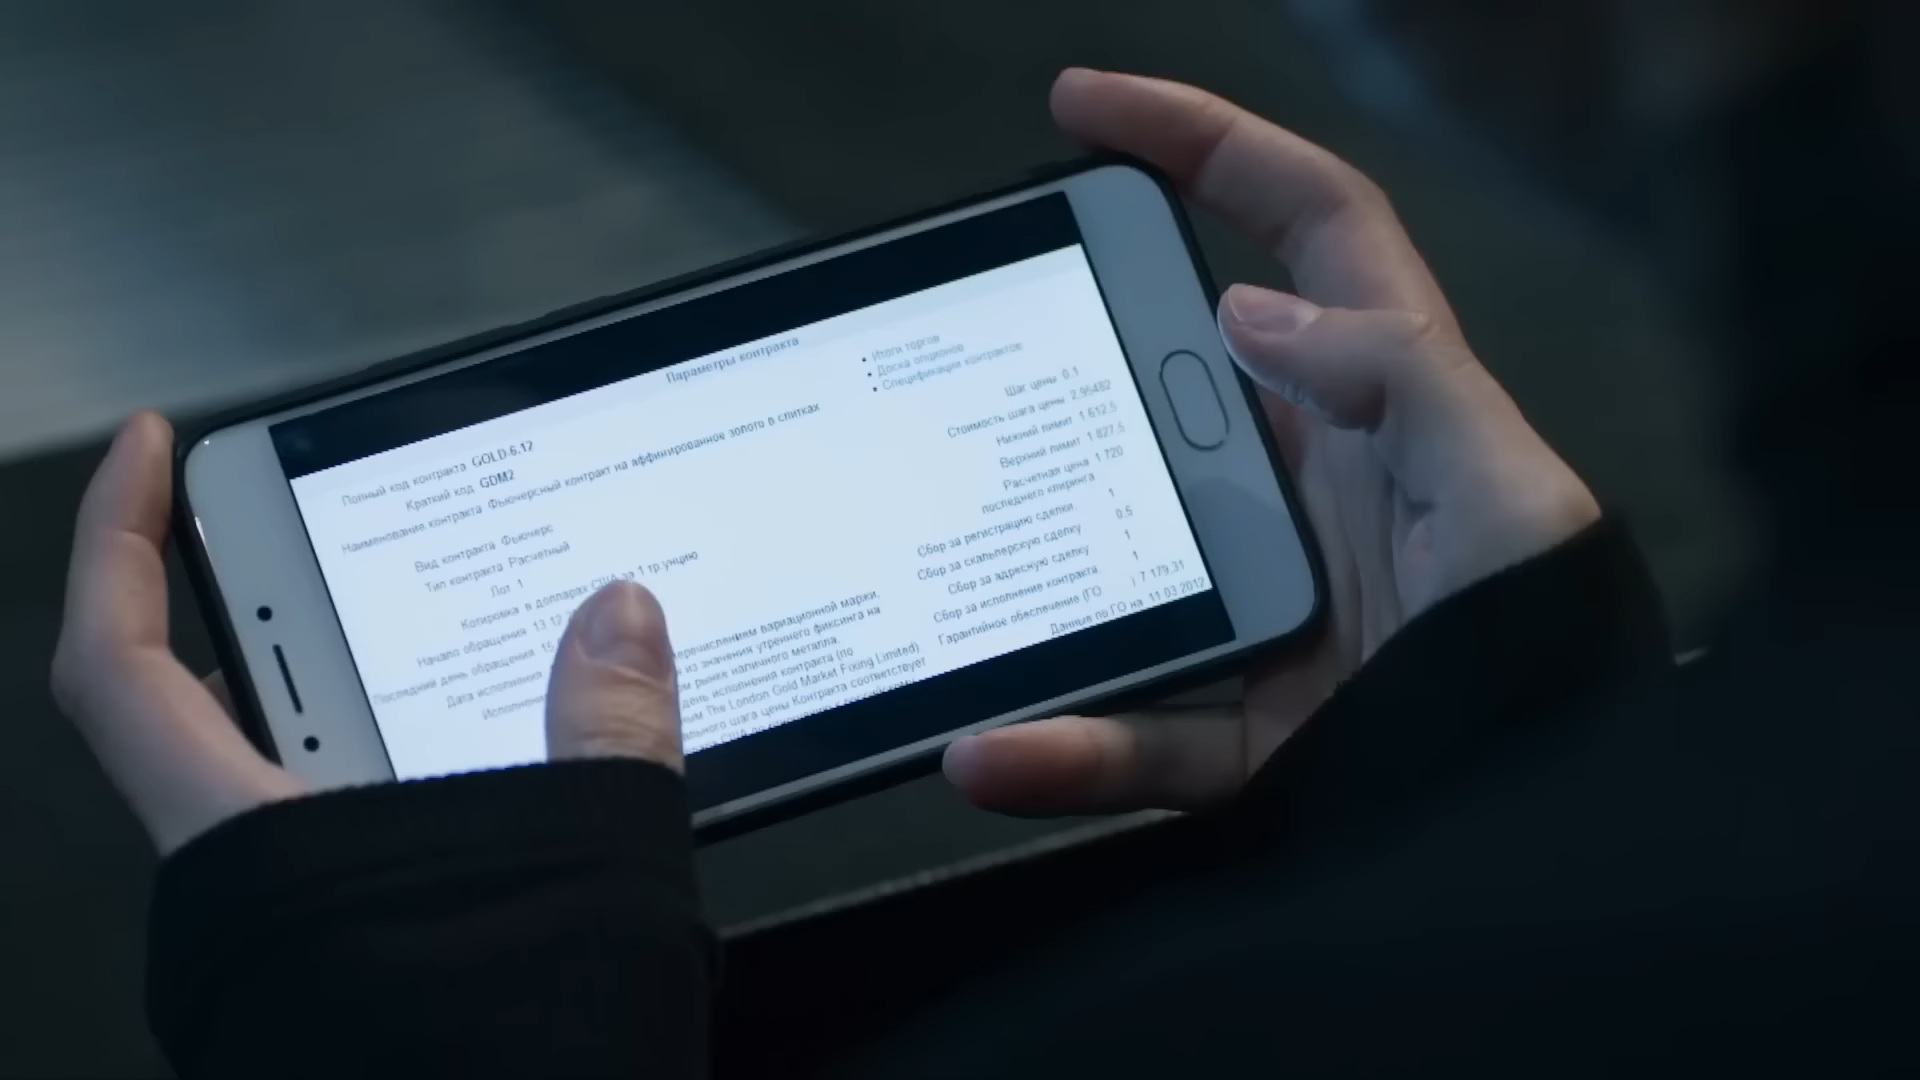 Параметры контракта
Полный код контракта GOLD-6.12
Краткий код GDM2
Наименование контракта Фьючерсный контракт на аффинированное золото в слитках
Вид контракта Фьючерс
Тип контракта Расчетный
Лот 1
Котировка в долларах США за 1 тр.унцию
Начало обращения 13 12
Последний день обращения 15
Дата исполнения
из значения утреннего фиксинга на
рынке наличного металла.
день исполнения контракта (по
The London Gold Market Fixing Limited)
шага цены Контракта соответствует
• Итоги торгов
• Доска опционов
• Спецификации контрактов
Шаг цены 0.1
Стоимость шага цены 2,95482
Нижний лимит 1 612,5
Верхний лимит 1 827,5
Расчетная цена 1 720
последнего клиринга
Сбор за регистрацию сделки. 1
Сбор за скальперскую сделку 0,5
Сбор за адресную сделку 1
Сбор за исполнение контракта. 1
Гарантийное обеспечение (ГО ) 7 179,31
Данные по ГО на 11 03 2012